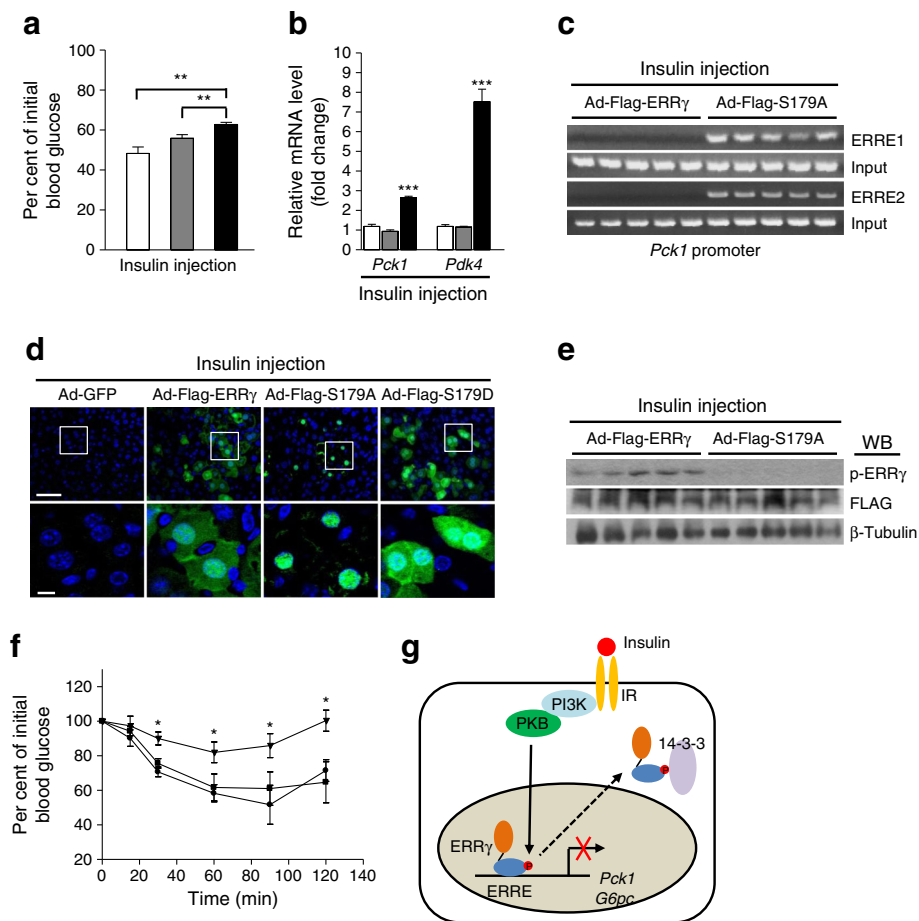 a
100
80
60
40
20
0
Per cent of initial
blood glucose
**
**
Insulin injection
b
10
9
8
7
6
5
4
3
2
1
0
Relative mRNA level
(fold change)
***
***
Pck1
Pdk4
Insulin injection
c
Insulin injection
Ad-Flag-ERRγ
Ad-Flag-S179A
ERRE1
Input
ERRE2
Input
Pck1 promoter
d
Insulin injection
Ad-GFP
Ad-Flag-ERRγ
Ad-Flag-S179A
Ad-Flag-S179D
e
Insulin injection
Ad-Flag-ERRγ
Ad-Flag-S179A
WB
p-ERRγ
FLAG
β-Tubulin
f
120
100
80
60
40
20
0
Per cent of initial
blood glucose
*
*
*
*
0 20 40 60 80 100 120 140
Time (min)
g
Insulin
IR
PI3K
PKB
14-3-3
P
ERRγ
P
ERRE
Pck1
G6pc